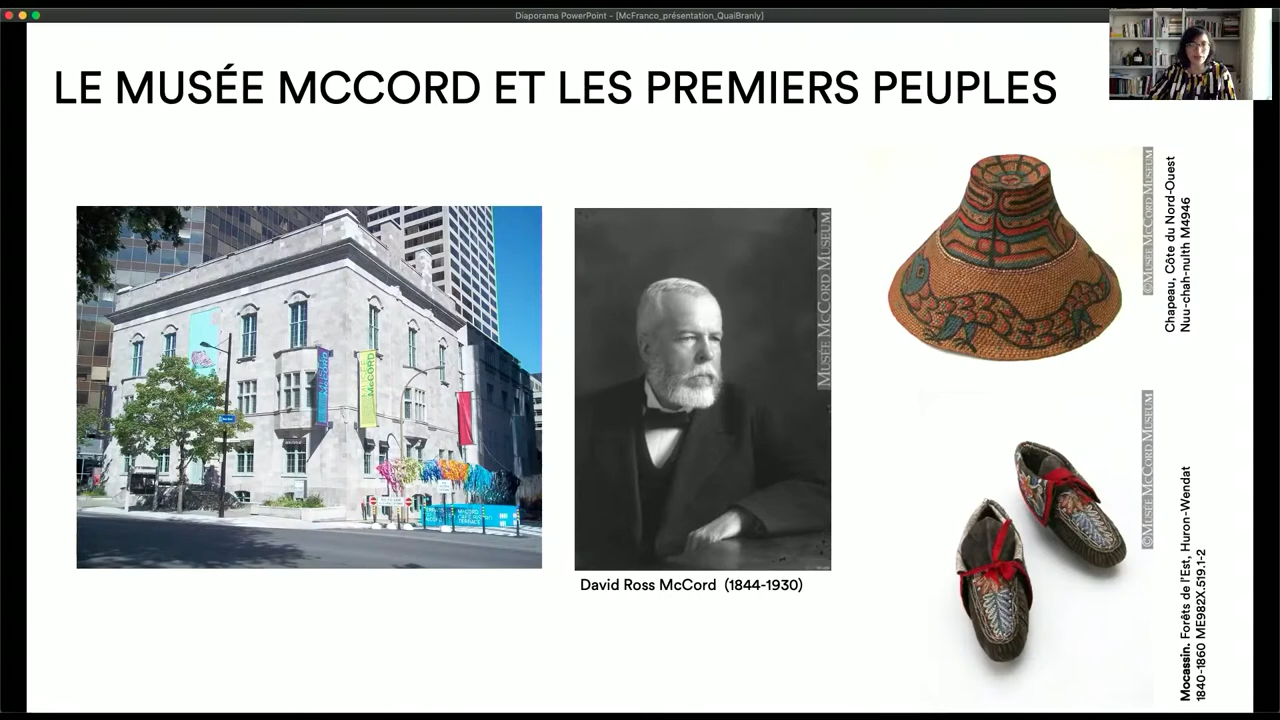 Diaporama PowerPoint - [McFranco_présentation_QuaiBranly]
LE MUSÉE MCCORD ET LES PREMIERS PEUPLES
MUSÉE
McCORD
MUSÉE MCCORD MUSEUM
David Ross McCord (1844-1930)
©MUSÉE MCCORD MUSEUM
Chapeau, Côte du Nord-Ouest
Nuu-chah-nulth M4946
©MUSÉE MCCORD MUSEUM
Mocassin. Forêts de l'Est, Huron-Wendat
1840-1860 ME982X.519.1-2